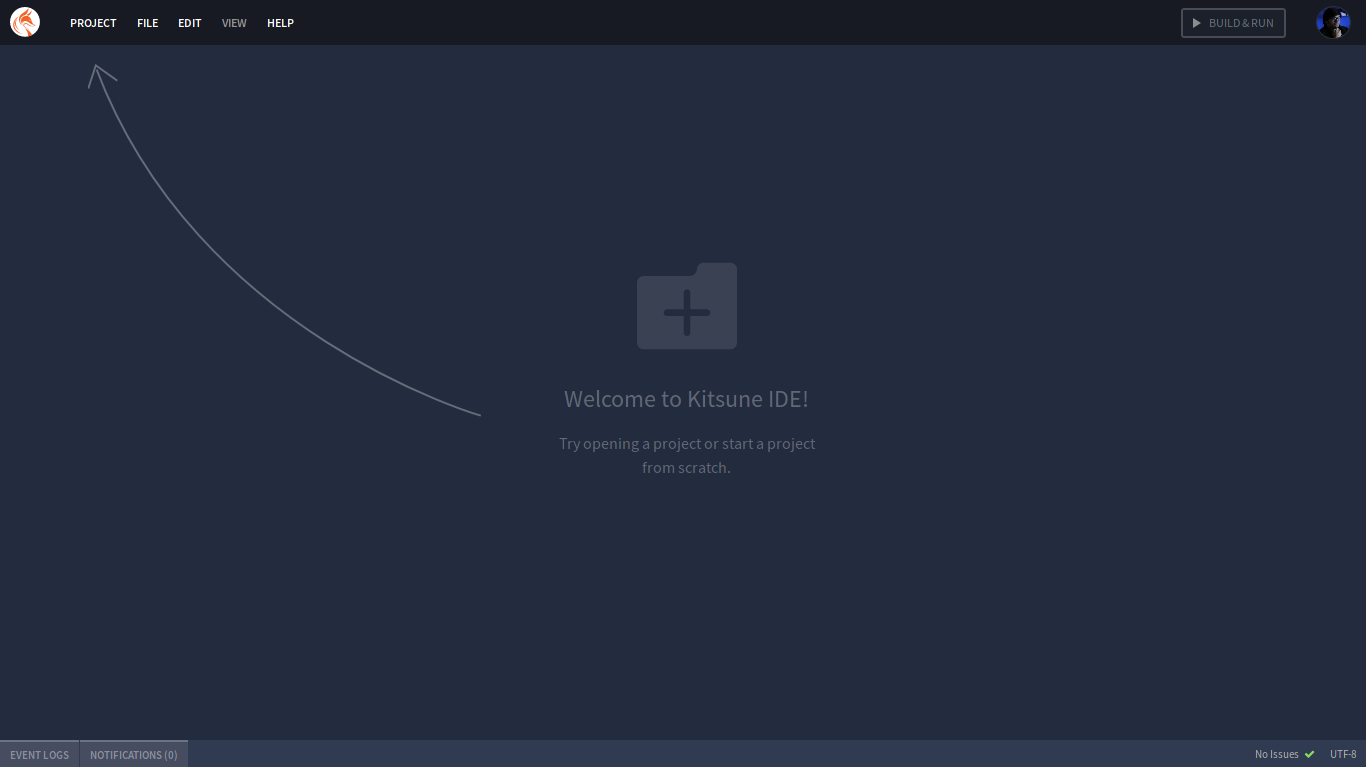 PROJECT FILE EDIT VIEW HELP BUILD & RUN
Welcome to Kitsune IDE!
Try opening a project or start a project
from scratch.
EVENT LOGS NOTIFICATIONS (0) No Issues UTF-8